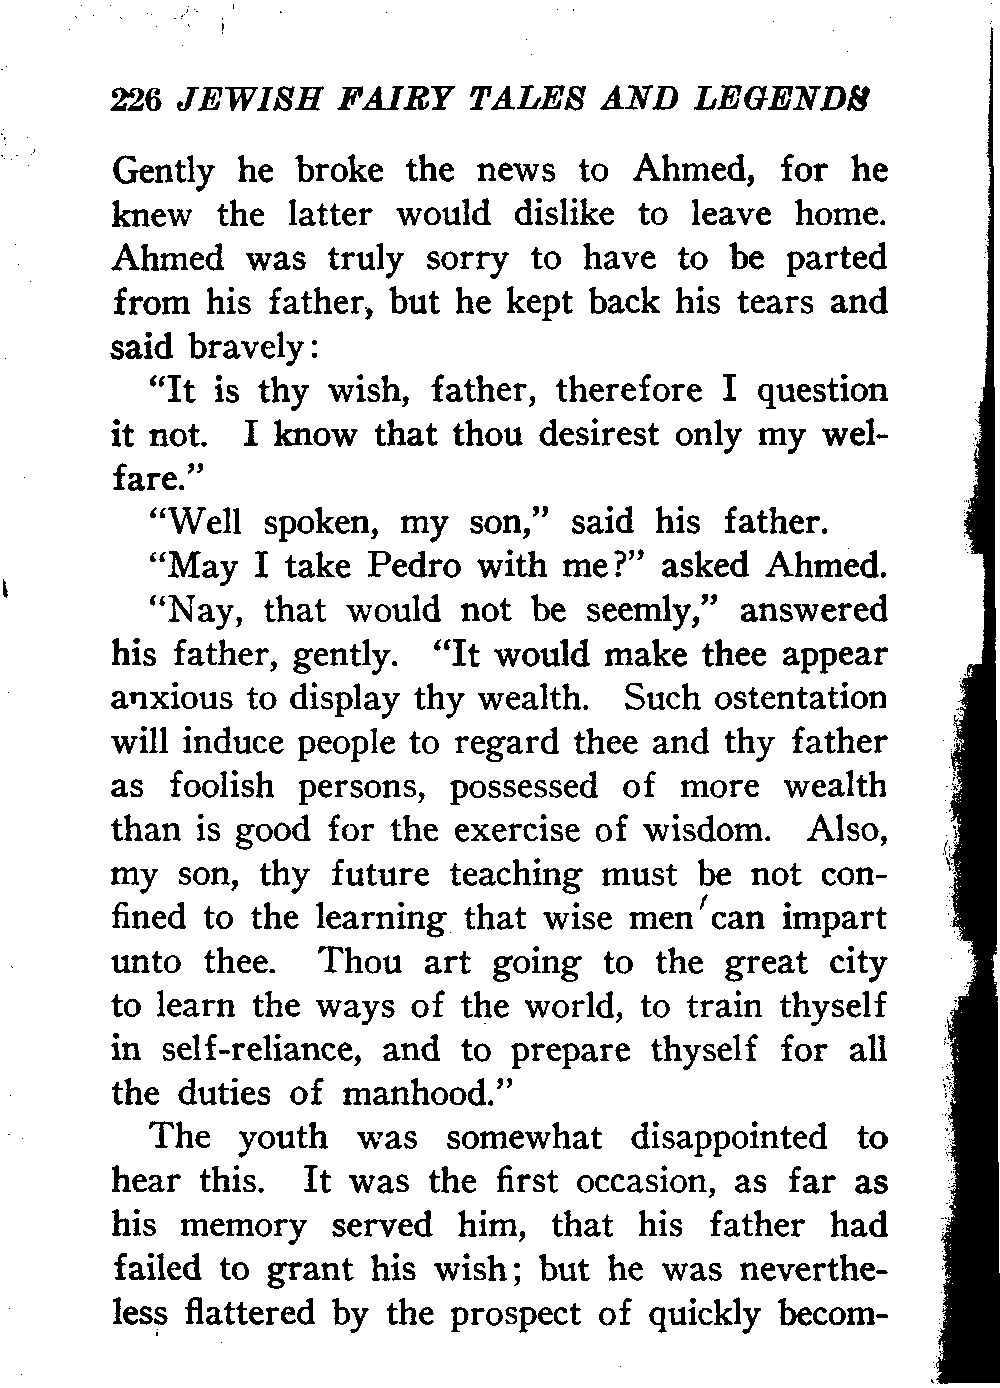 226 JEWISH FAIRY TALES AND LEGENDS
Gently he broke the news to Ahmed, for he
knew the latter would dislike to leave home.
Ahmed was truly sorry to have to be parted
from his father, but he kept back his tears and
said bravely:
“It is thy wish, father, therefore I question
it not. I know that thou desirest only my wel-
fare.”
“Well spoken, my son,” said his father.
“May I take Pedro with me?” asked Ahmed.
“Nay, that would not be seemly,” answered
his father, gently. “It would make thee appear
anxious to display thy wealth. Such ostentation
will induce people to regard thee and thy father
as foolish persons, possessed of more wealth
than is good for the exercise of wisdom. Also,
my son, thy future teaching must be not con-
fined to the learning that wise men can impart
unto thee. Thou art going to the great city
to learn the ways of the world, to train thyself
in self-reliance, and to prepare thyself for all
the duties of manhood.”
The youth was somewhat disappointed to
hear this. It was the first occasion, as far as
his memory served him, that his father had
failed to grant his wish; but he was neverthe-
less flattered by the prospect of quickly becom-